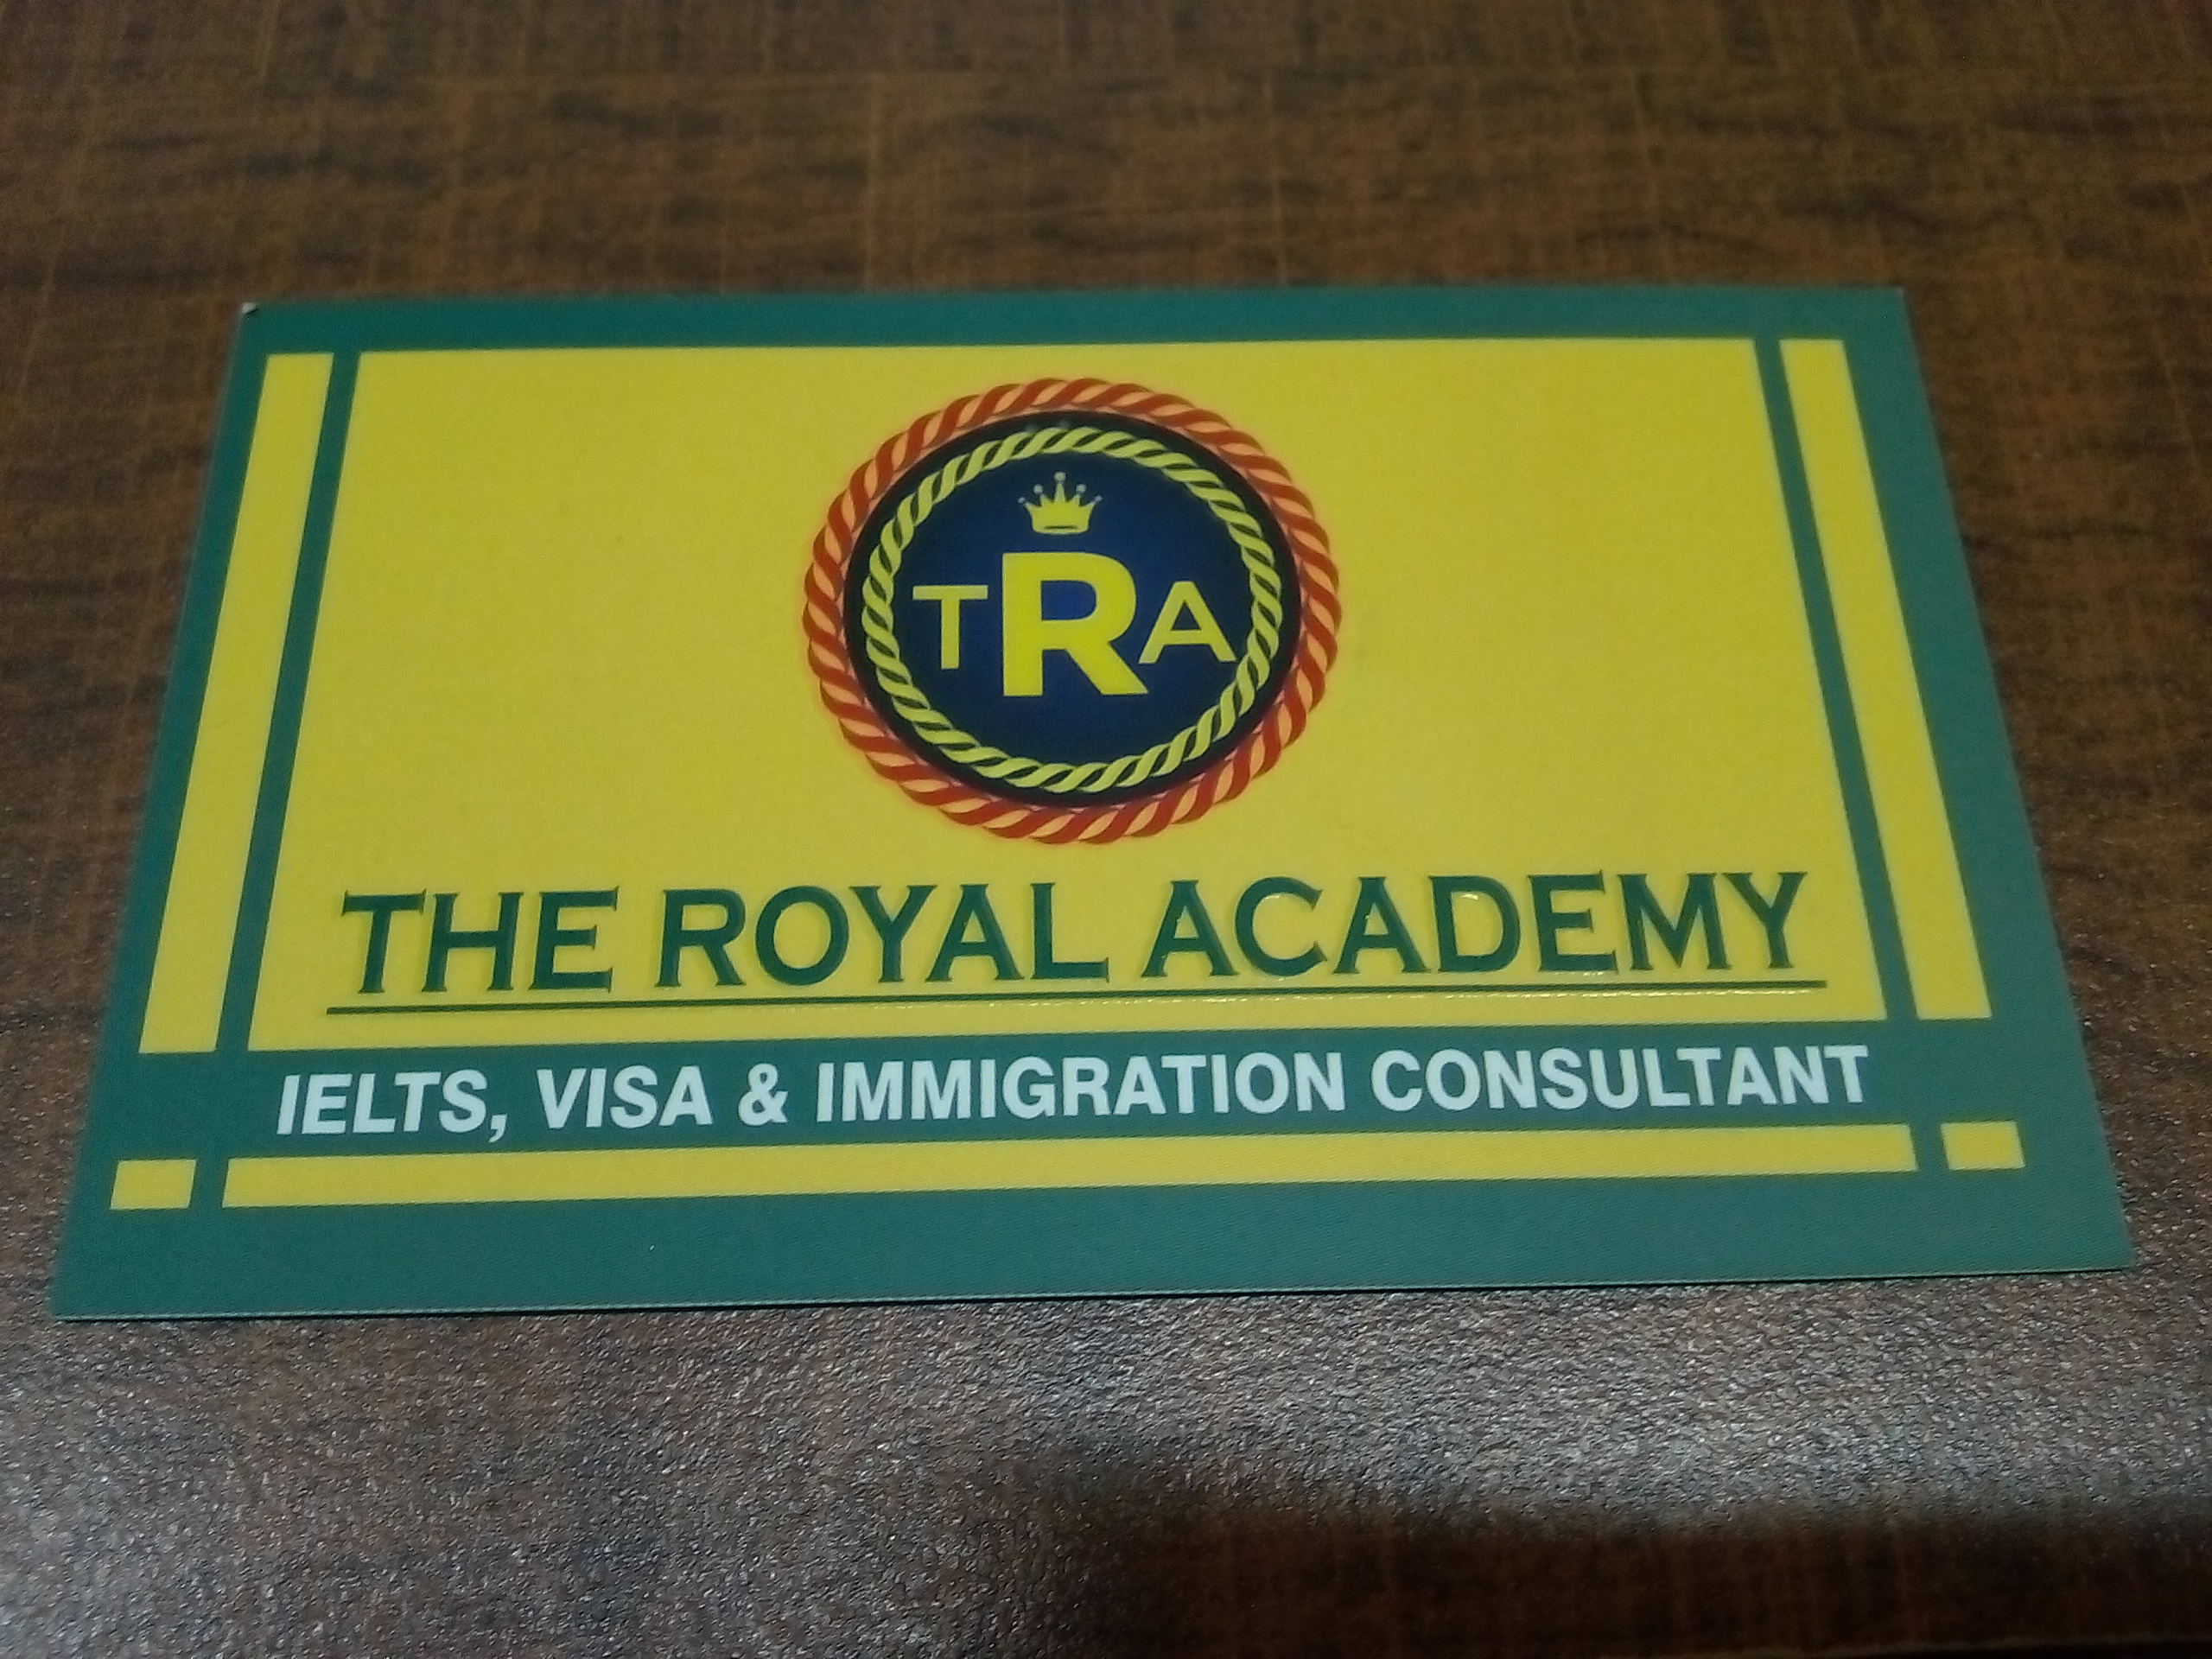 TRA
THE ROYAL ACADEMY
IELTS, VISA & IMMIGRATION CONSULTANT